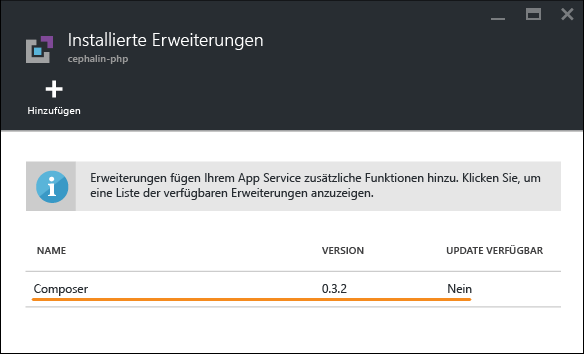 Installierte Erweiterungen
cephalin-php
Hinzufügen
Erweiterungen fügen Ihrem App Service zusätzliche Funktionen hinzu. Klicken Sie, um
eine Liste der verfügbaren Erweiterungen anzuzeigen.
NAME VERSION UPDATE VERFÜGBAR
Composer 0.3.2 Nein